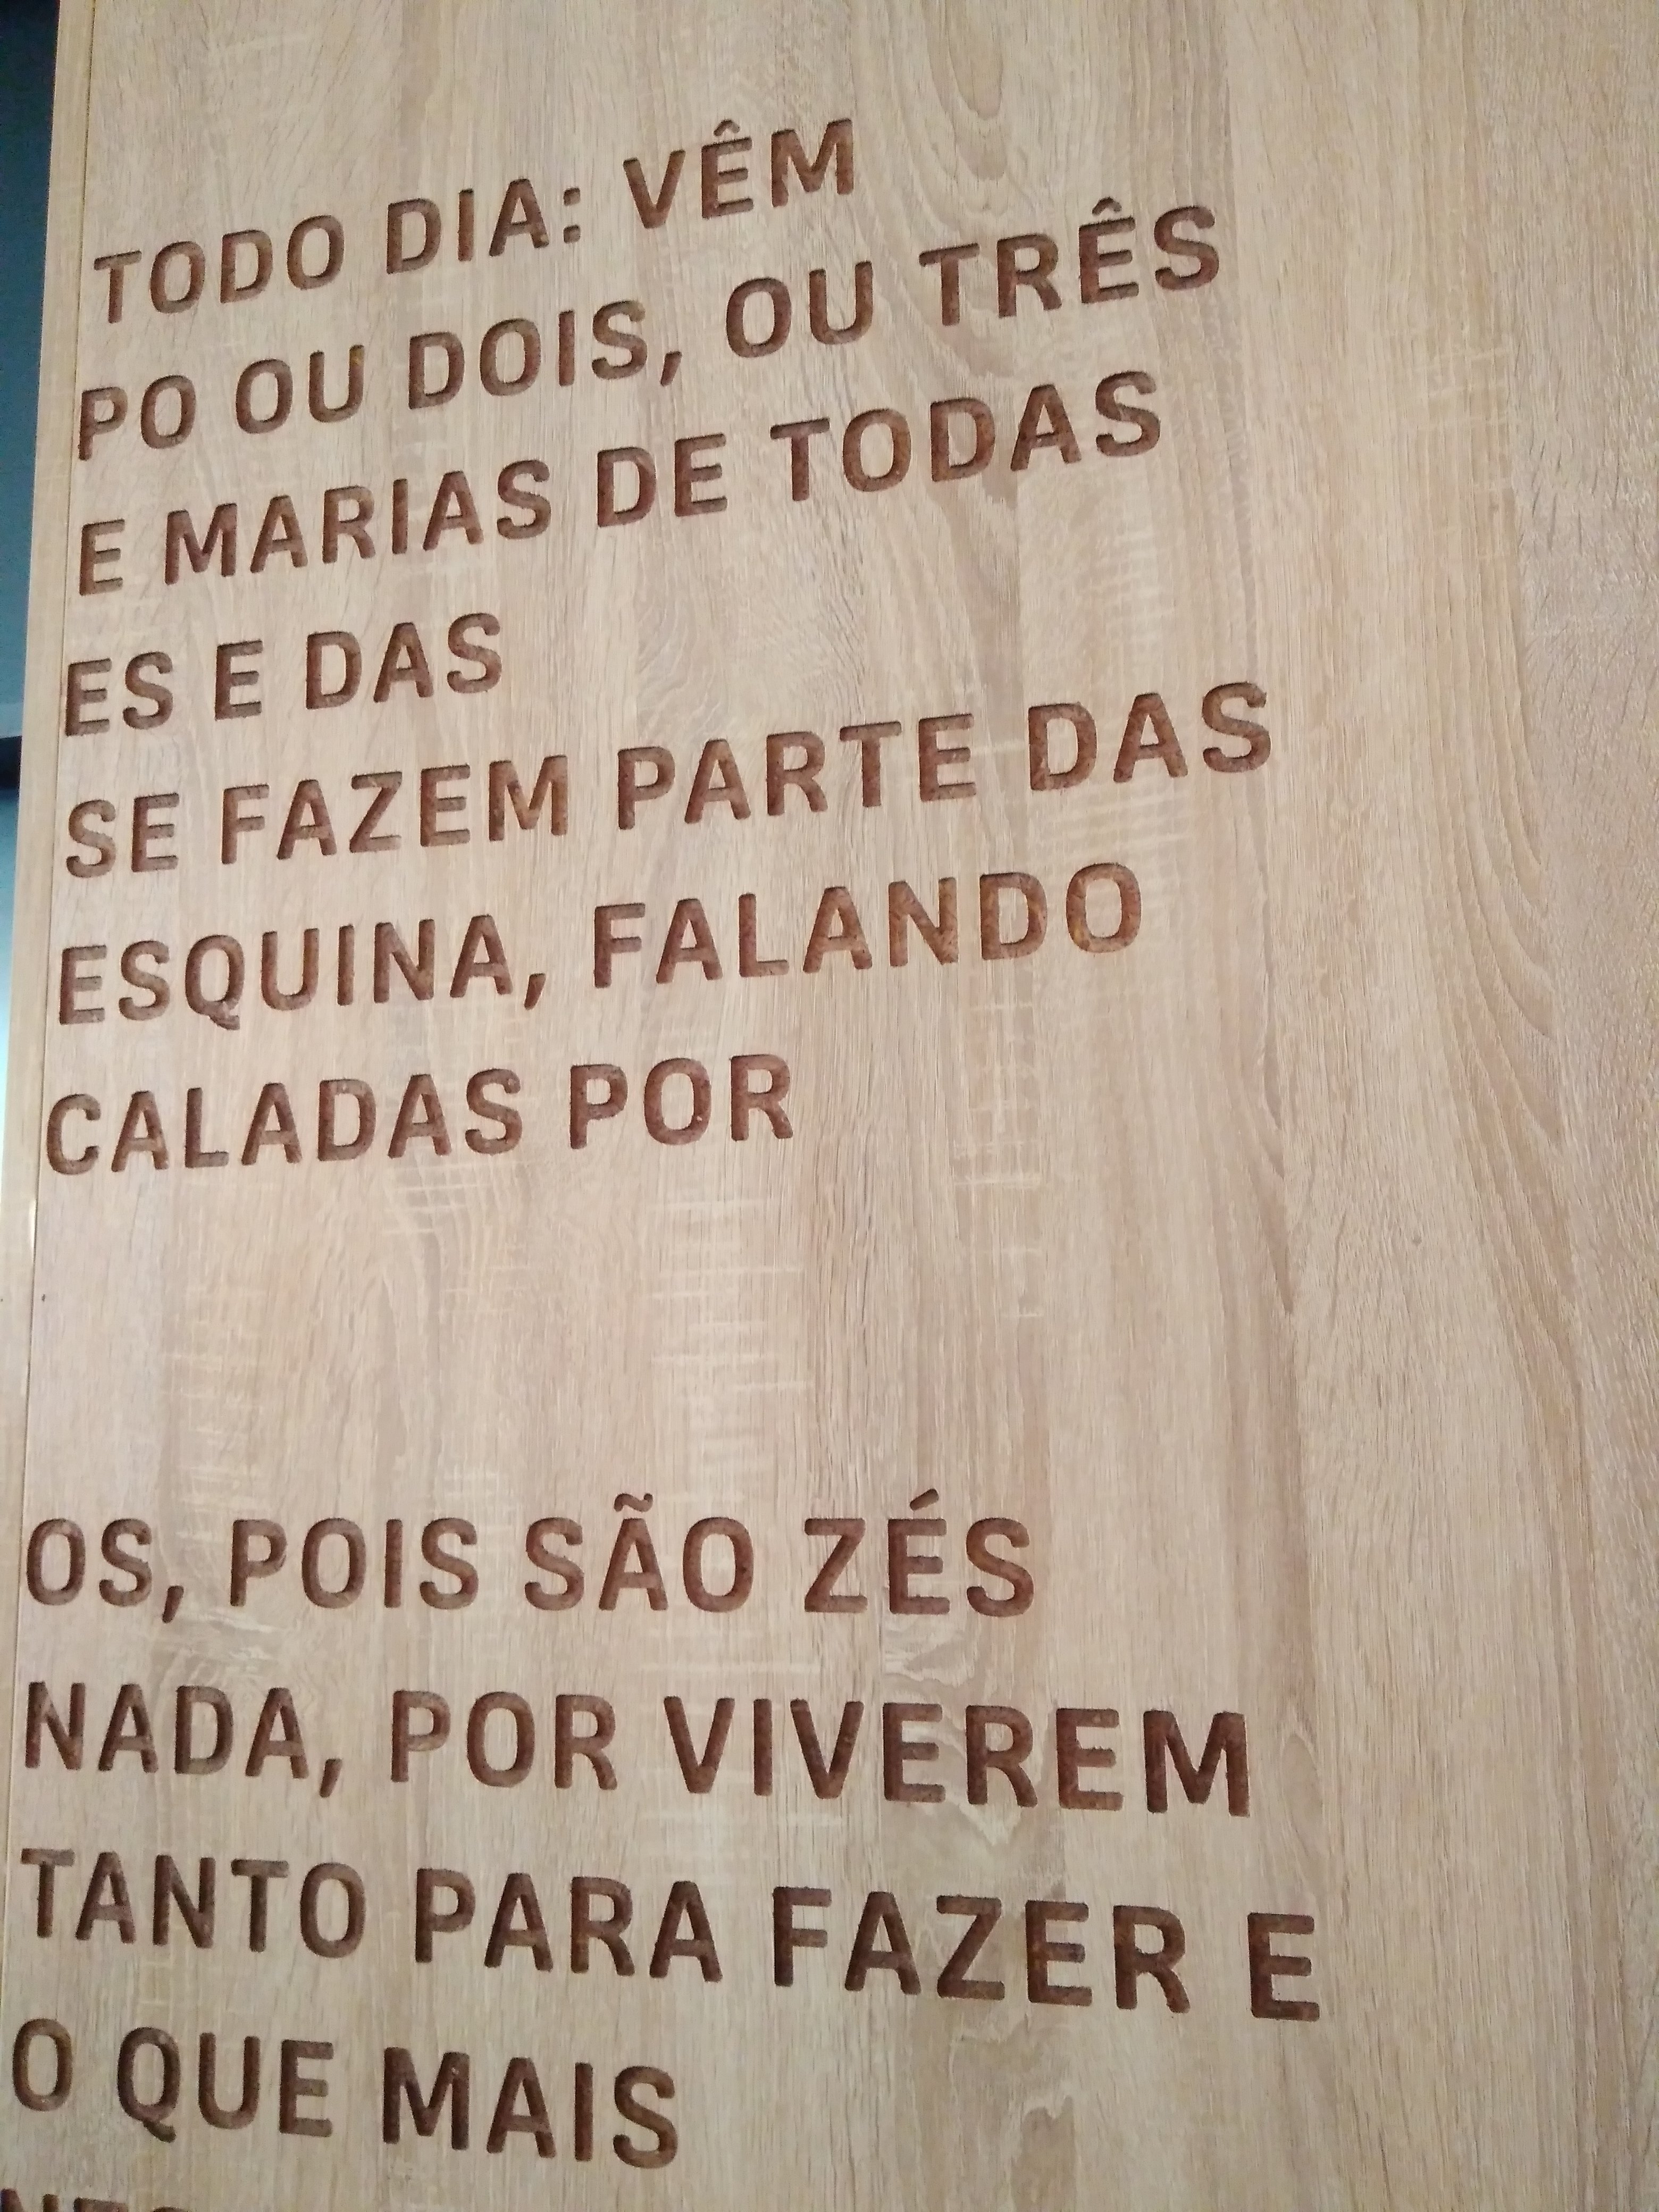 TODO DIA: VÊM
PO OU DOIS, OU TRÊS
E MARIAS DE TODAS
ES E DAS
SE FAZEM PARTE DAS
ESQUINA, FALANDO
CALADAS POR
OS, POIS SÃO ZÉS
NADA, POR VIVEREM
TANTO PARA FAZER E
O QUE MAIS